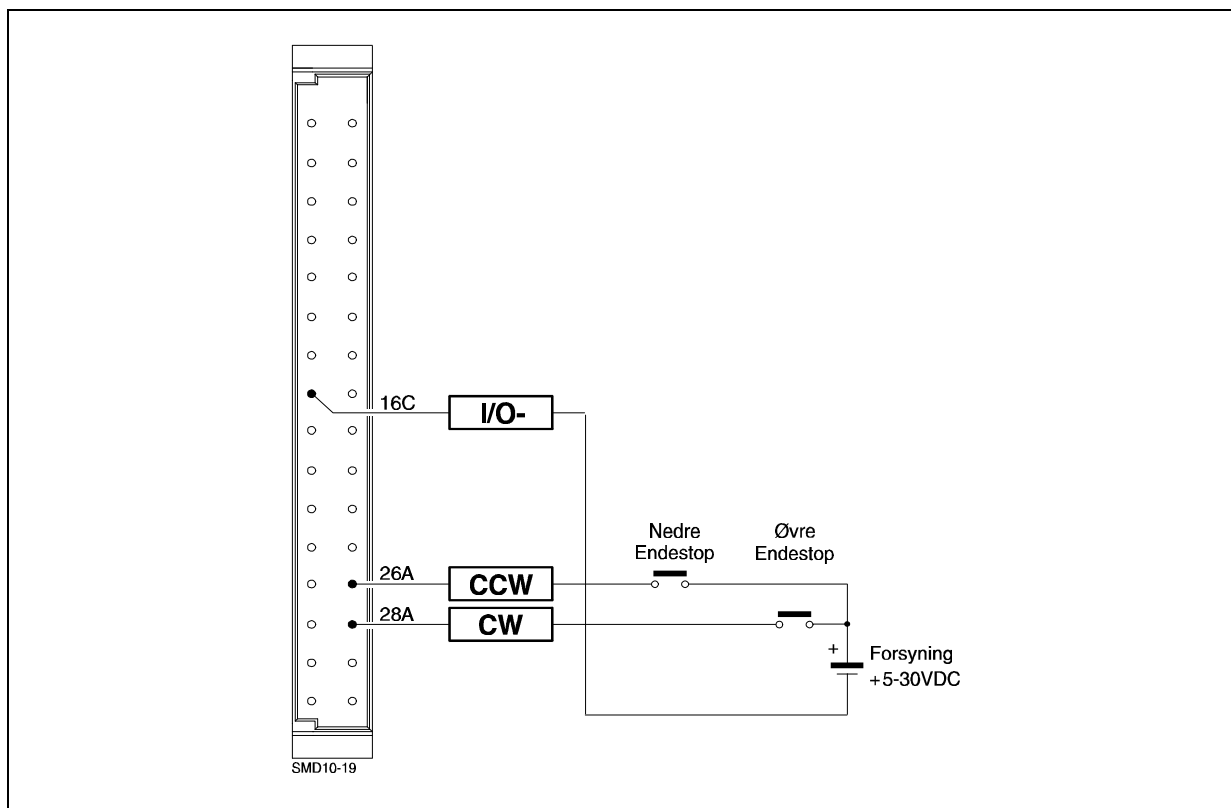 16C
I/O-
Nedre
Endestop
Øvre
Endestop
26A
CCW
28A
CW
+
Forsyning
+5-30VDC
SMD10-19